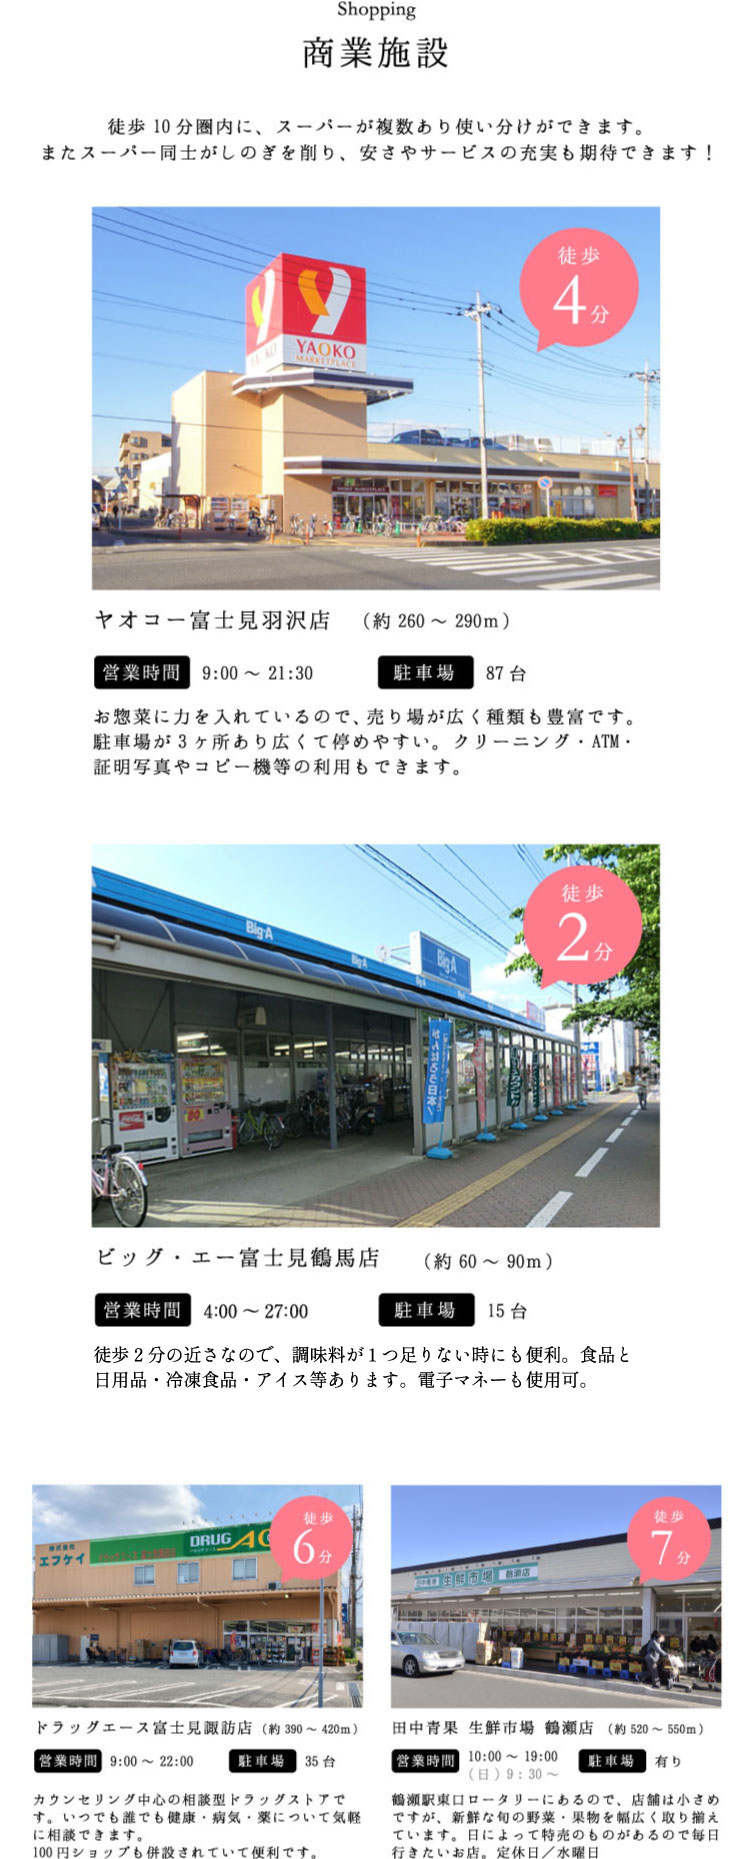 Shopping
商業施設
徒歩 10 分圏内に、スーパーが複数あり使い分けができます。
またスーパー同士がしのぎを削り、安さやサービスの充実も期待できます！
徒歩
4分
YAOKO
MARKETPLACE
ヤオコー富士見羽沢店 （約 260 〜 290m）
営業時間 9:00 〜 21:30 駐車場 87 台
お惣菜に力を入れているので、売り場が広く種類も豊富です。
駐車場が 3 ヶ所あり広くて停めやすい。クリーニング・ATM・
証明写真やコピー機等の利用もできます。
徒歩
2分
Big-A
Big-A
Big-A
がんばろう日本!
Coca-Cola
ビッグ・エー富士見鶴馬店 （約 60 〜 90m）
営業時間 4:00 〜 27:00 駐車場 15 台
徒歩 2 分の近さなので、調味料が 1 つ足りない時にも便利。食品と
日用品・冷凍食品・アイス等あります。電子マネーも使用可。
徒歩
6分
株式会社
エフケイ
DRUG AC
ドラッグエース富士見諏訪店（約 390 〜 420m）
営業時間 9:00 〜 22:00 駐車場 35 台
カウンセリング中心の相談型ドラッグストアで
す。いつでも誰でも健康・病気・薬について気軽
に相談できます。
100 円ショップも併設されていて便利です。
徒歩
7分
生鮮市場 鶴瀬店
田中青果 生鮮市場 鶴瀬店 （約 520 〜 550m）
営業時間 10:00 〜 19:00 駐車場 有り
（日）9：30 〜
鶴瀬駅東口ロータリーにあるので、店舗は小さめ
ですが、新鮮な旬の野菜・果物を幅広く取り揃え
ています。日によって特売のものがあるので毎日
行きたいお店。定休日／水曜日